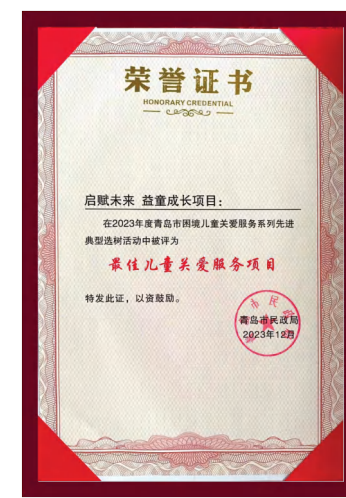 荣誉证书
HONORARY CREDENTIAL
启赋未来 益童成长项目:
在2023年度青岛市困境儿童关爱服务系列先进
典型选树活动中被评为
最佳儿童关爱服务项目
特发此证,以资鼓励。
青岛市民政局
2023年12月